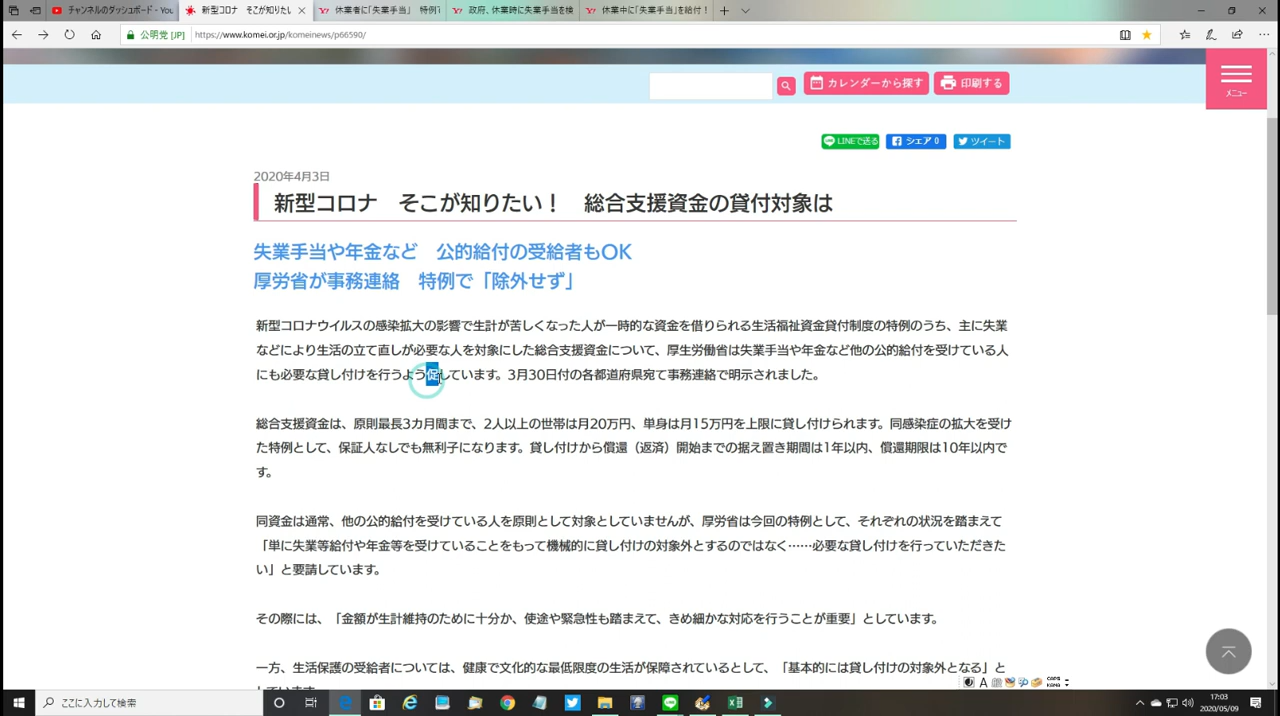 チャンネルのダッシュボード - You
新型コロナ そこが知りたい
休業者に「失業手当」 特例
政府、休業時に失業手当を検
休業中に「失業手当」を給付！
公明党 [JP]
https://www.komei.or.jp/komeinews/p66590/
カレンダーから探す
印刷する
メニュー
LINEで送る
シェア 0
ツイート
2020年4月3日
新型コロナ そこが知りたい！ 総合支援資金の貸付対象は
失業手当や年金など 公的給付の受給者もOK
厚労省が事務連絡 特例で「除外せず」
新型コロナウイルスの感染拡大の影響で生計が苦しくなった人が一時的な資金を借りられる生活福祉資金貸付制度の特例のうち、主に失業
などにより生活の立て直しが必要な人を対象にした総合支援資金について、厚生労働省は失業手当や年金など他の公的給付を受けている人
にも必要な貸し付けを行うよう促しています。3月30日付の各都道府県宛て事務連絡で明示されました。
総合支援資金は、原則最長3カ月間まで、2人以上の世帯は月20万円、単身は月15万円を上限に貸し付けられます。同感染症の拡大を受け
た特例として、保証人なしでも無利子になります。貸し付けから償還（返済）開始までの据え置き期間は1年以内、償還期限は10年以内で
す。
同資金は通常、他の公的給付を受けている人を原則として対象としていませんが、厚労省は今回の特例として、それぞれの状況を踏まえて
「単に失業等給付や年金等を受けていることをもって機械的に貸し付けの対象外とするのではなく……必要な貸し付けを行っていただきた
い」と要請しています。
その際には、「金額が生計維持のために十分か、使途や緊急性も踏まえて、きめ細かな対応を行うことが重要」としています。
一方、生活保護の受給者については、健康で文化的な最低限度の生活が保障されているとして、「基本的には貸し付けの対象外となる」と
しています。
A
CAPS
KANA
ここに入力して検索
17:03
2020/05/09